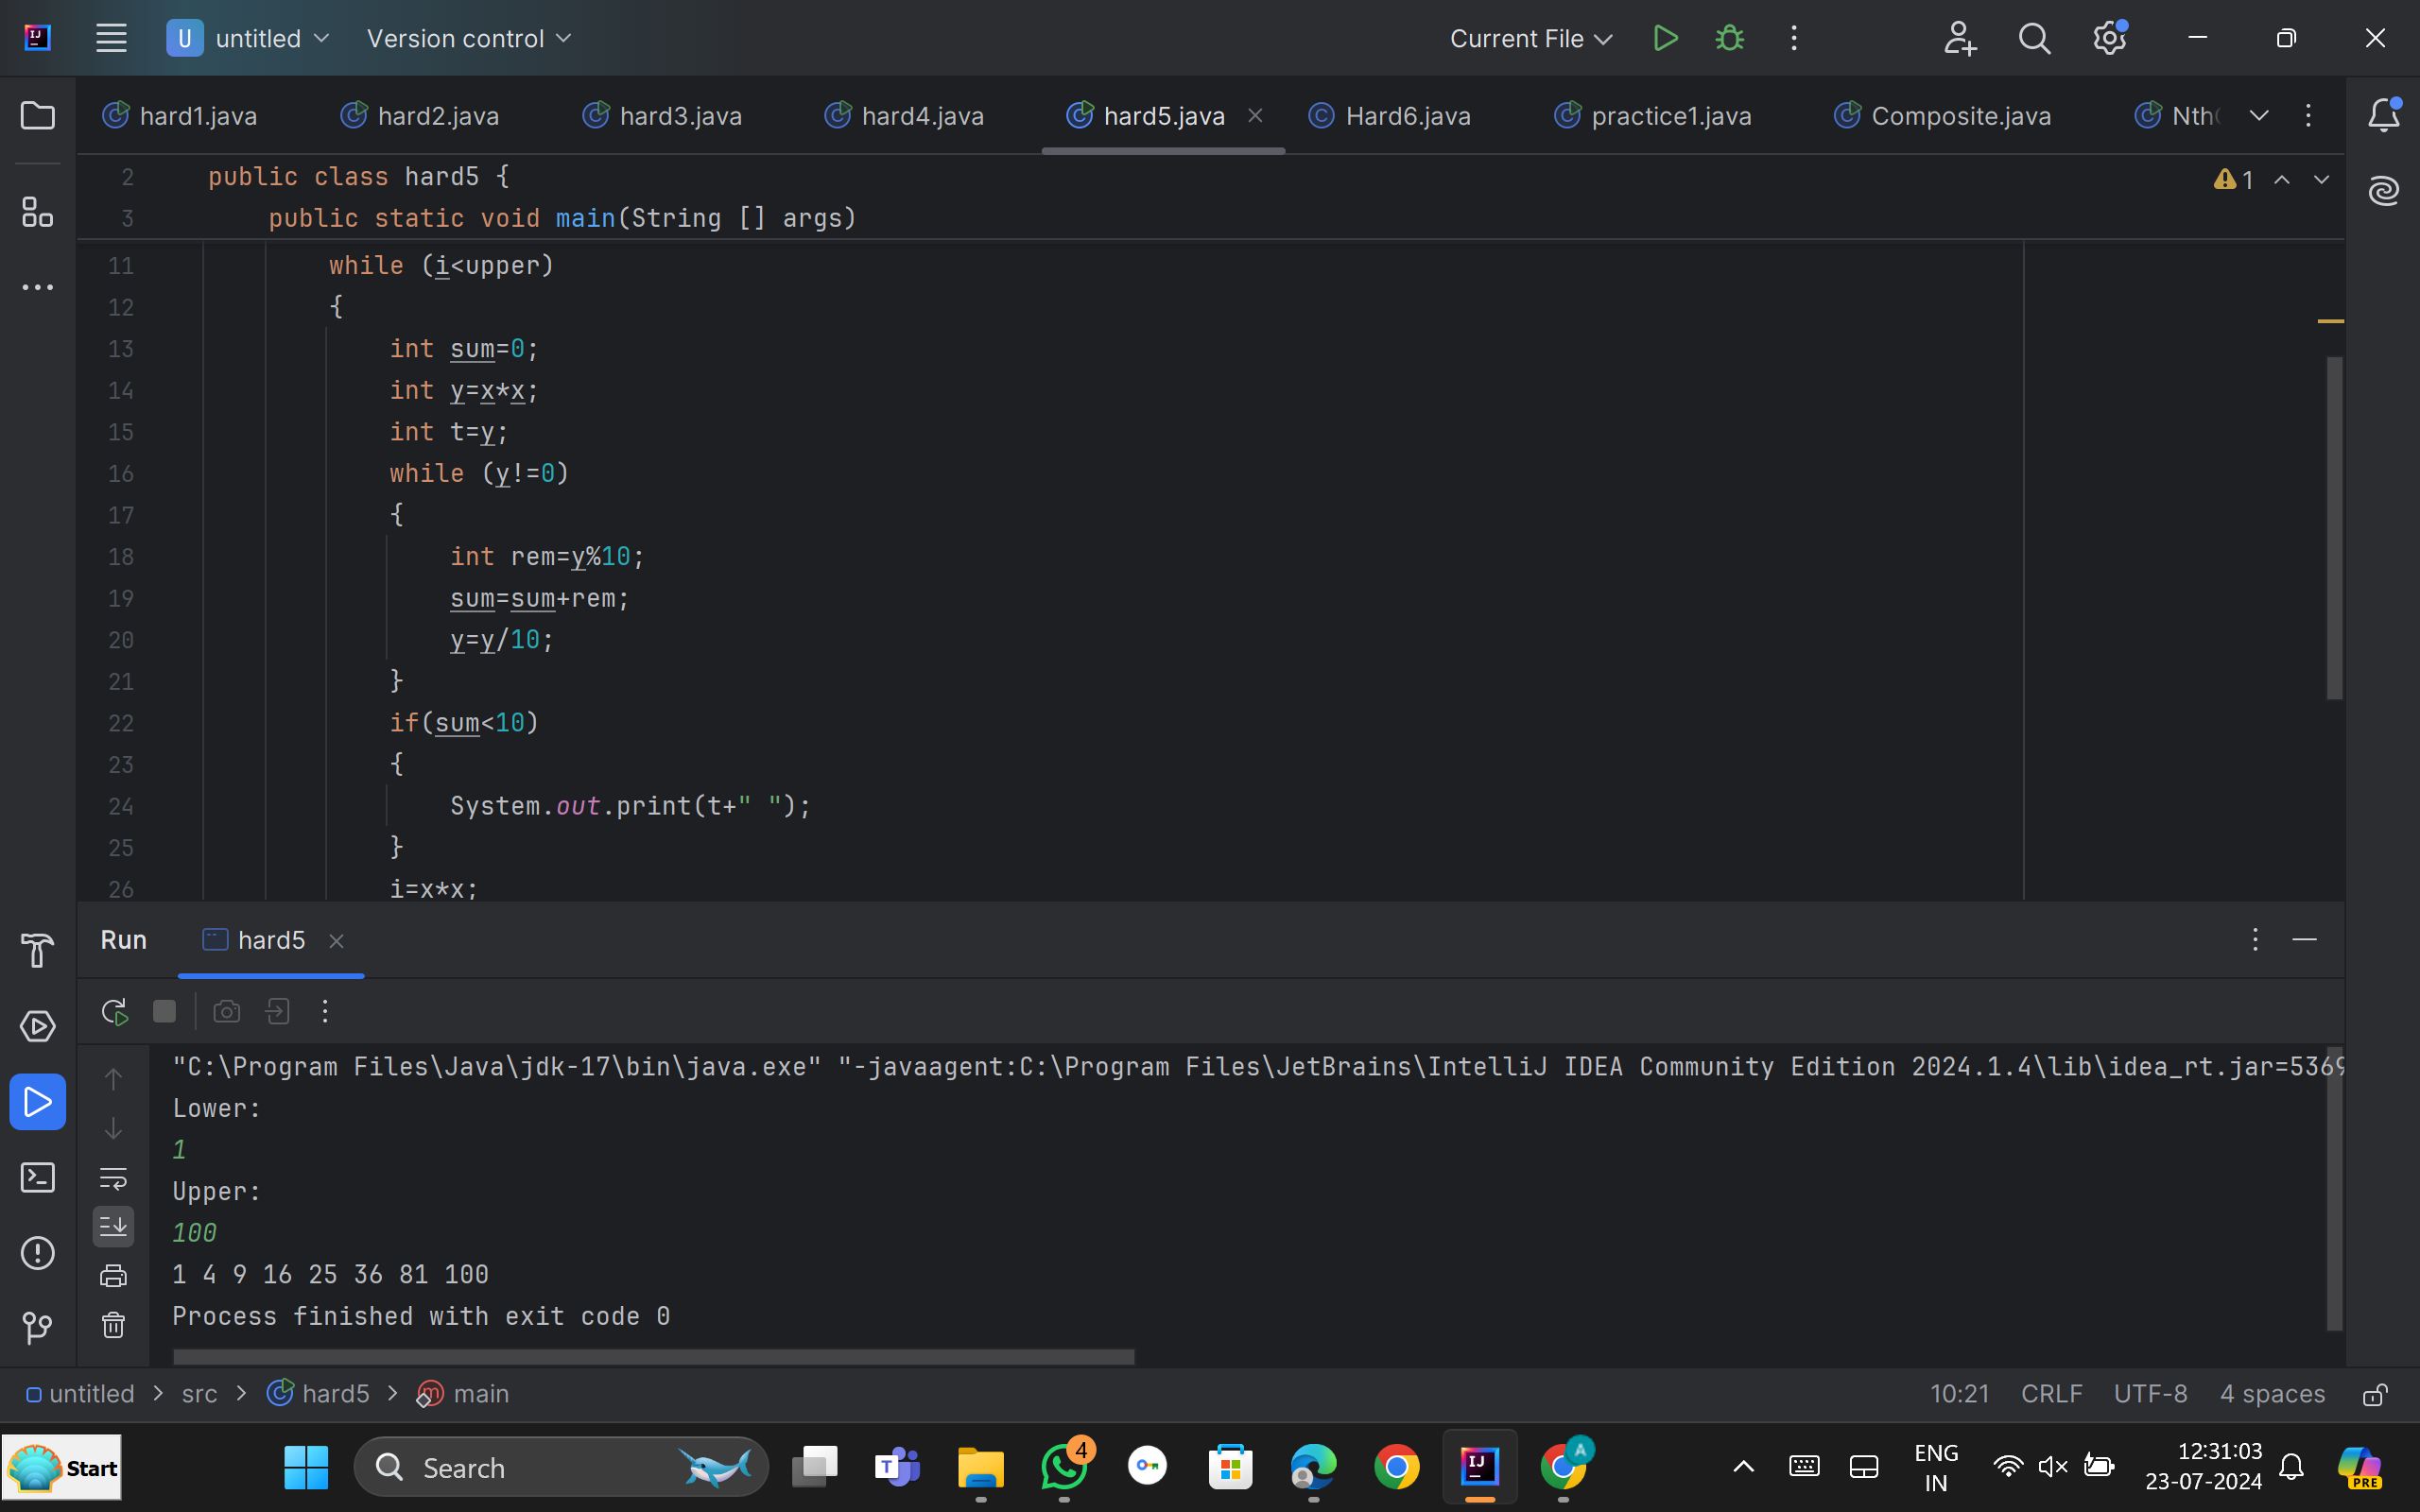 U untitled Version control Current File
hard1.java hard2.java hard3.java hard4.java hard5.java Hard6.java practice1.java Composite.java Nth
2 public class hard5 { 1
3 public static void main(String [] args)
11 while (i<upper)
12 {
13 int sum=0;
14 int y=x*x;
15 int t=y;
16 while (y!=0)
17 {
18 int rem=y%10;
19 sum=sum+rem;
20 y=y/10;
21 }
22 if(sum<10)
23 {
24 System.out.print(t+" ");
25 }
26 i=x*x;
Run hard5
"C:\Program Files\Java\jdk-17\bin\java.exe" "-javaagent:C:\Program Files\JetBrains\IntelliJ IDEA Community Edition 2024.1.4\lib\idea_rt.jar=5369
Lower:
1
Upper:
100
1 4 9 16 25 36 81 100
Process finished with exit code 0
untitled > src > hard5 > main 10:21 CRLF UTF-8 4 spaces
Start Search 4 A ENG 12:31:03
IN 23-07-2024 PRE